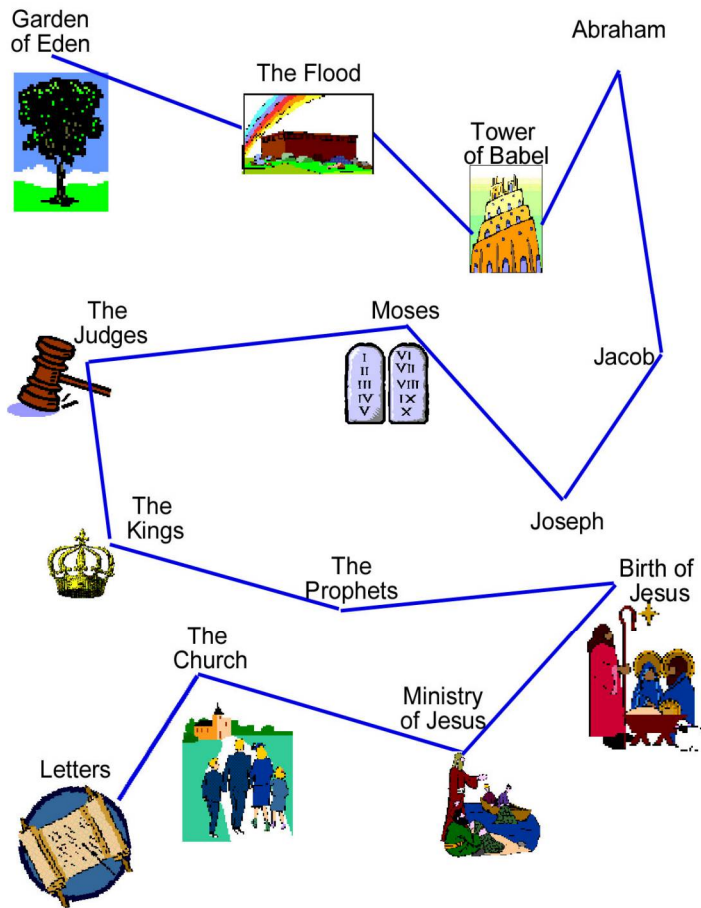 Garden
of Eden
The Flood
Tower
of Babel
Abraham
Jacob
Joseph
Moses
I
II
III
IV
V
VI
VII
VIII
IX
X
The
Judges
The
Kings
The
Prophets
Birth of
Jesus
Ministry
of Jesus
The
Church
Letters